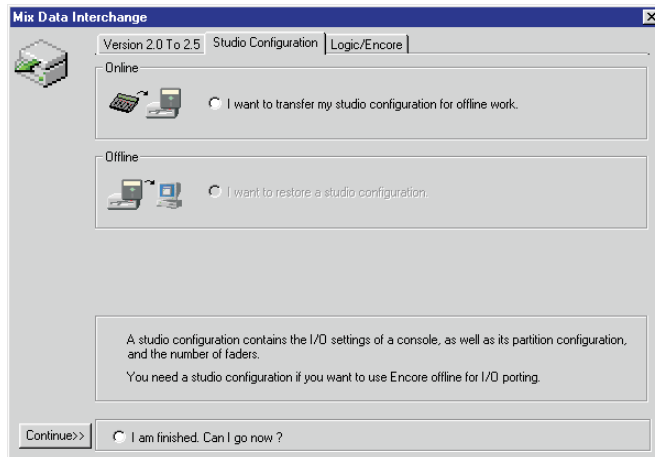 Mix Data Interchange
Version 2.0 To 2.5 Studio Configuration Logic/Encore
Online
I want to transfer my studio configuration for offline work.
Offline
I want to restore a studio configuration.
A studio configuration contains the I/O settings of a console, as well as its partition configuration,
and the number of faders.
You need a studio configuration if you want to use Encore offline for I/O porting.
Continue>>
I am finished. Can I go now ?